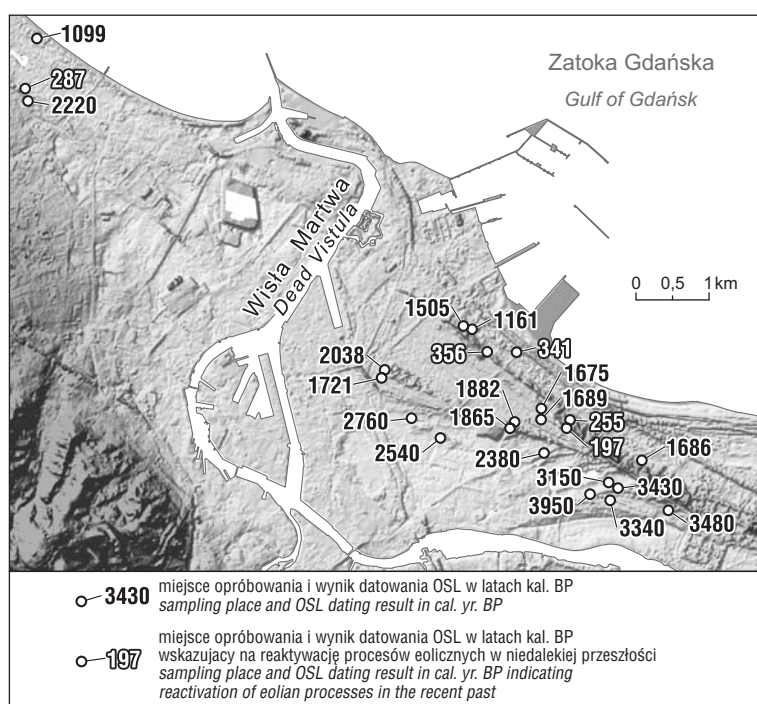 1099
287
2220
Zatoka Gdańska
Gulf of Gdańsk
Wisła Martwa
Dead Vistula
0 0,5 1 km
1505
1161
356
341
2038
1721
1675
1882
1689
2760
1865
255
197
2540
2380
1686
3150
3430
3950
3340
3480
3430 miejsce opróbowania i wynik datowania OSL w latach kal. BP
sampling place and OSL dating result in cal. yr. BP
miejsce opróbowania i wynik datowania OSL w latach kal. BP
197 wskazujacy na reaktywację procesów eolicznych w niedalekiej przeszłości
sampling place and OSL dating result in cal. yr. BP indicating
reactivation of eolian processes in the recent past